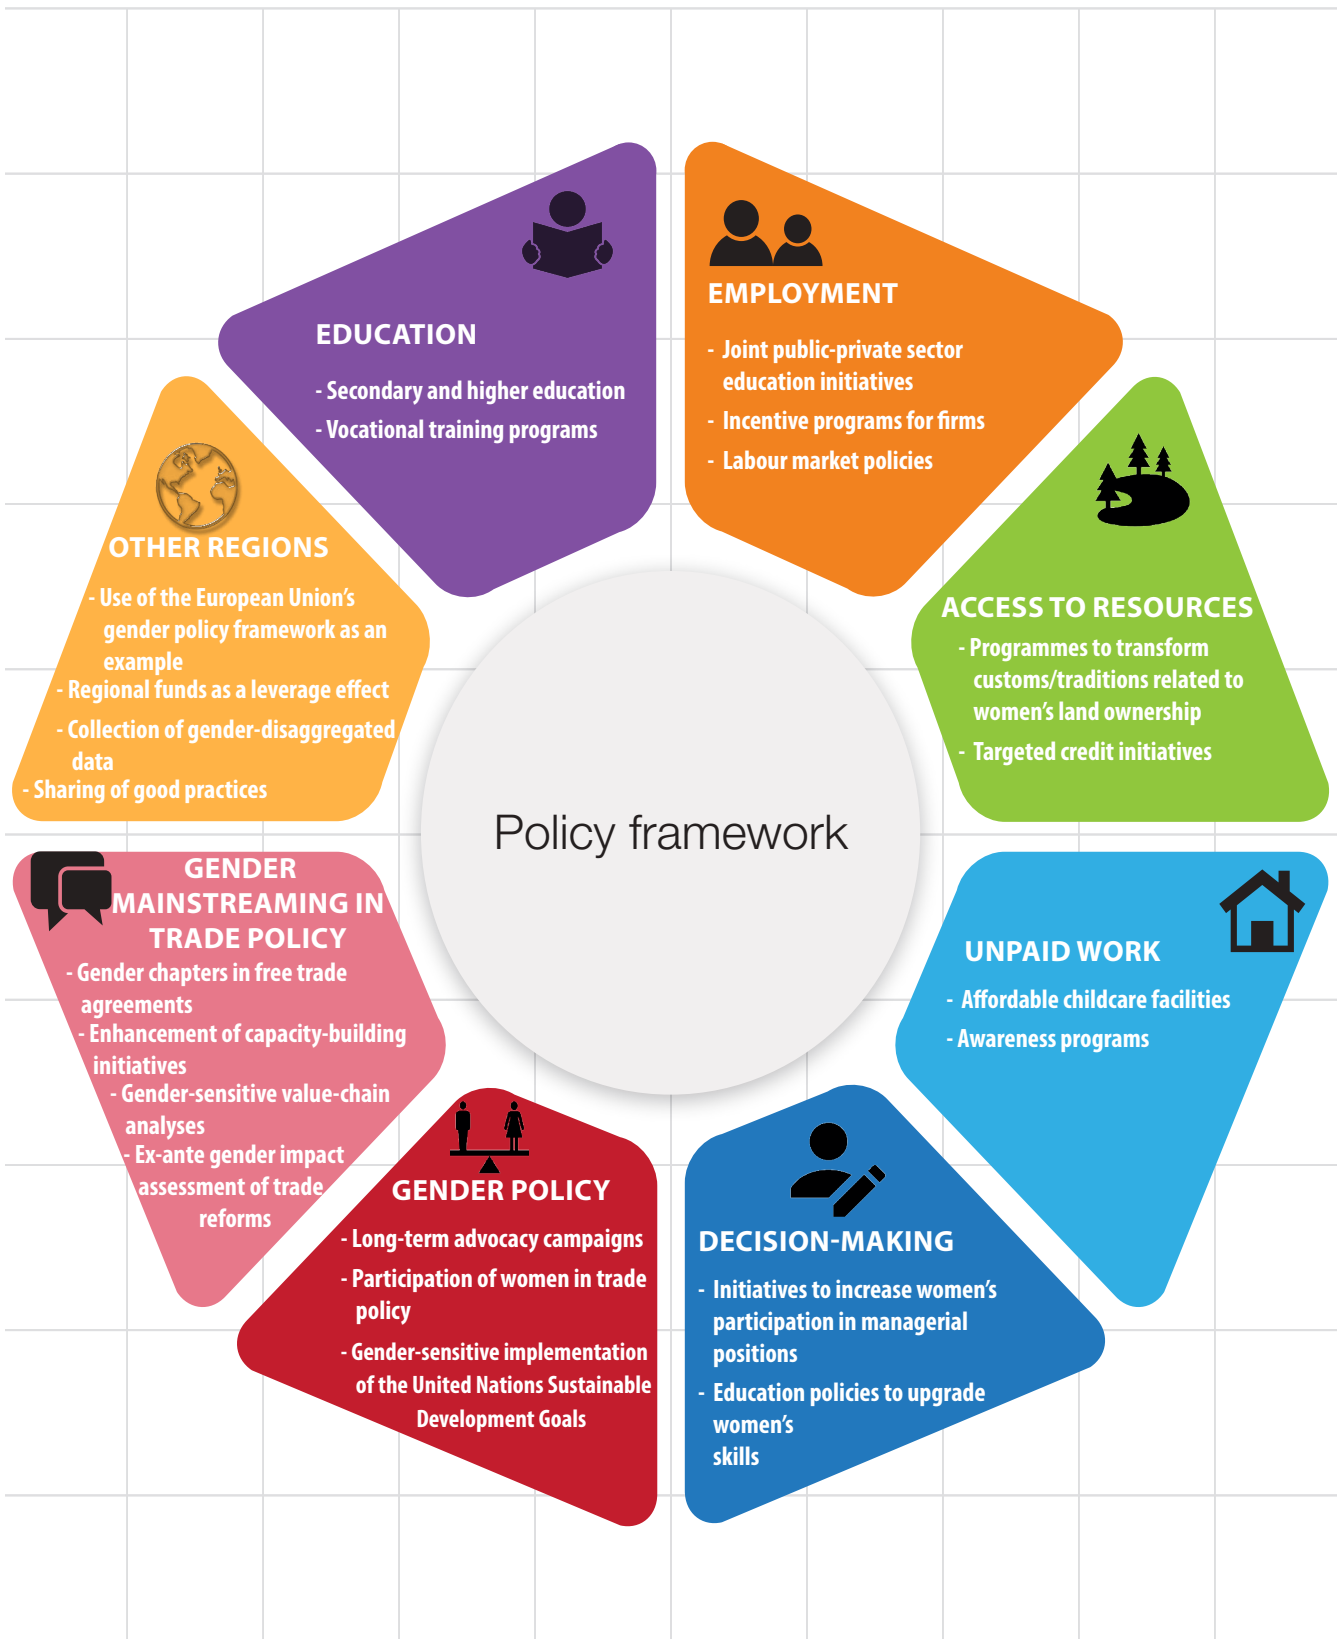 EDUCATION
- Secondary and higher education
- Vocational training programs
EMPLOYMENT
- Joint public-private sector
education initiatives
- Incentive programs for firms
- Labour market policies
ACCESS TO RESOURCES
- Programmes to transform
customs/traditions related to
women's land ownership
- Targeted credit initiatives
UNPAID WORK
- Affordable childcare facilities
- Awareness programs
DECISION-MAKING
- Initiatives to increase women's
participation in managerial
positions
- Education policies to upgrade
women's
skills
GENDER POLICY
- Long-term advocacy campaigns
- Participation of women in trade
policy
- Gender-sensitive implementation
of the United Nations Sustainable
Development Goals
GENDER
MAINSTREAMING IN
TRADE POLICY
- Gender chapters in free trade
agreements
- Enhancement of capacity-building
initiatives
- Gender-sensitive value-chain
analyses
- Ex-ante gender impact
assessment of trade
reforms
OTHER REGIONS
- Use of the European Union's
gender policy framework as an
example
- Regional funds as a leverage effect
- Collection of gender-disaggregated
data
- Sharing of good practices
Policy framework